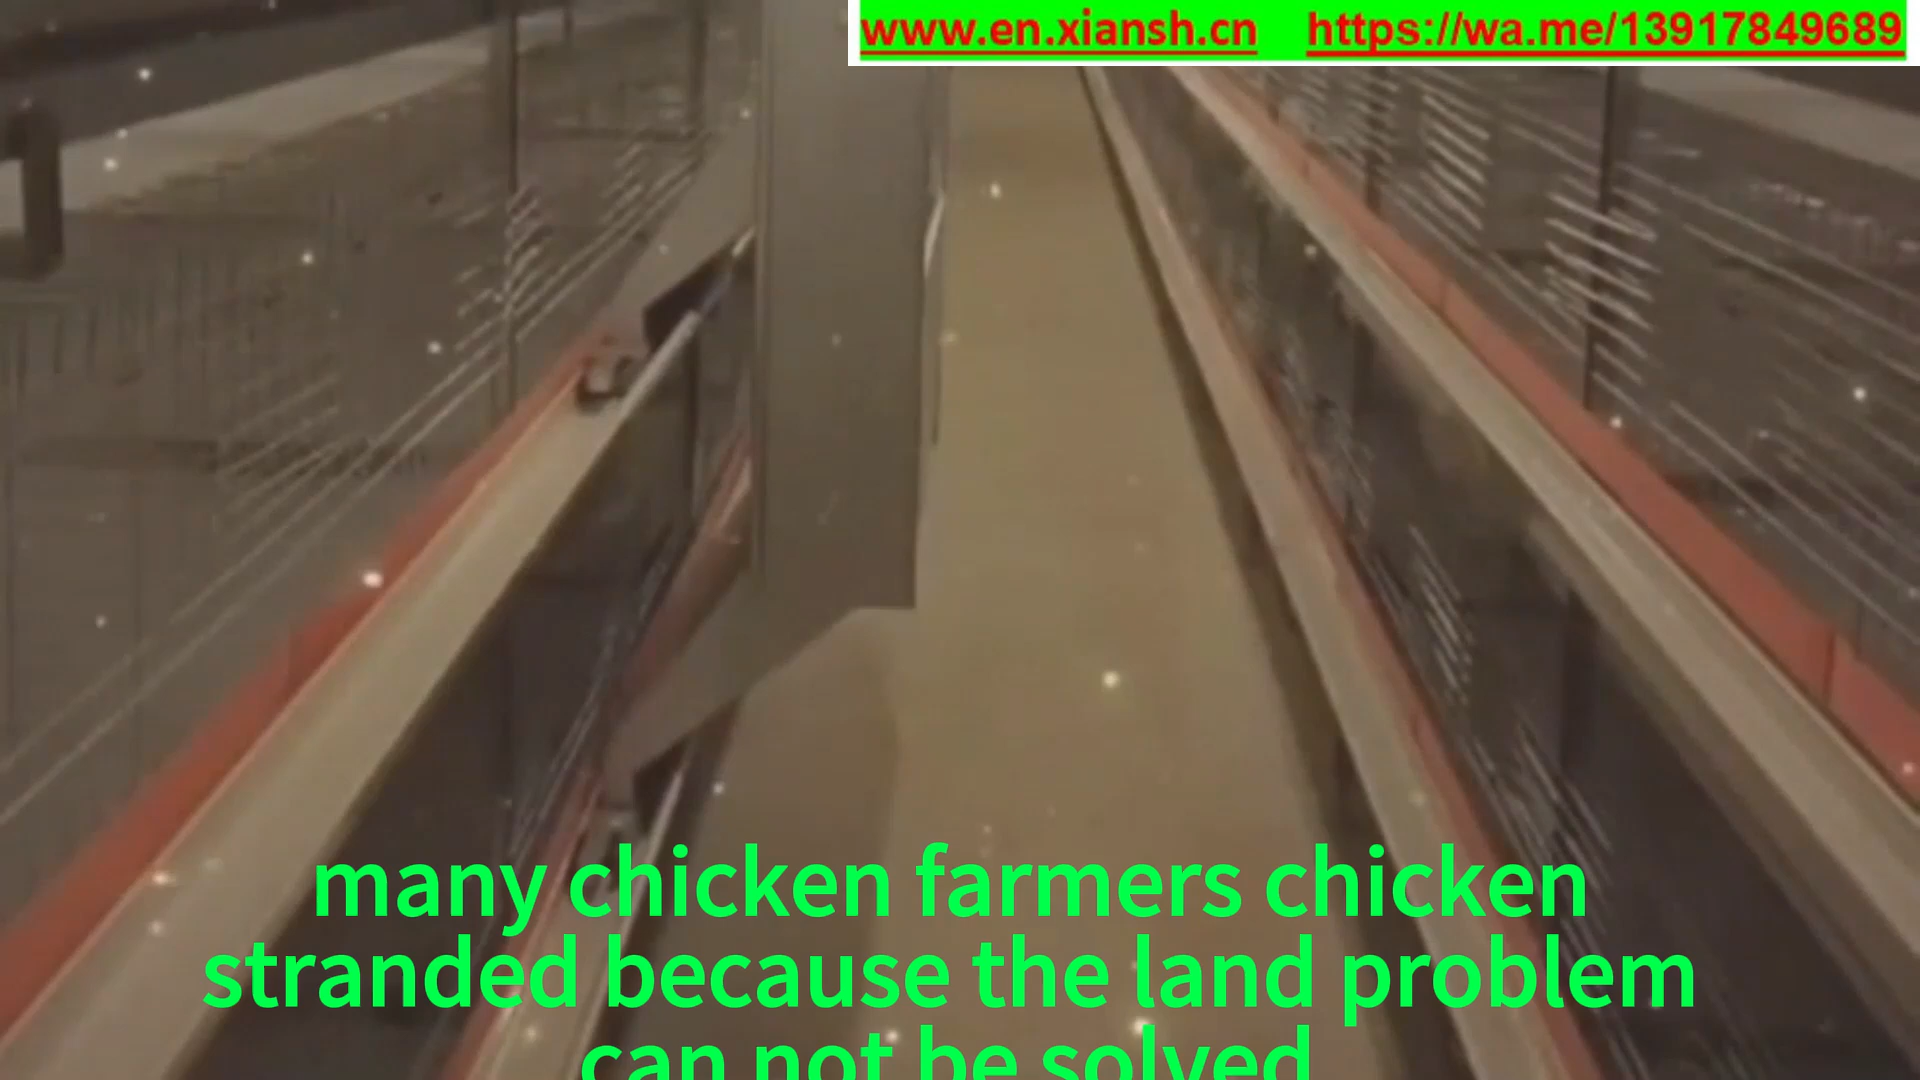 www.en.xiansh.cn https://wa.me/13917849689
many chicken farmers chicken
stranded because the land problem
can not be solved